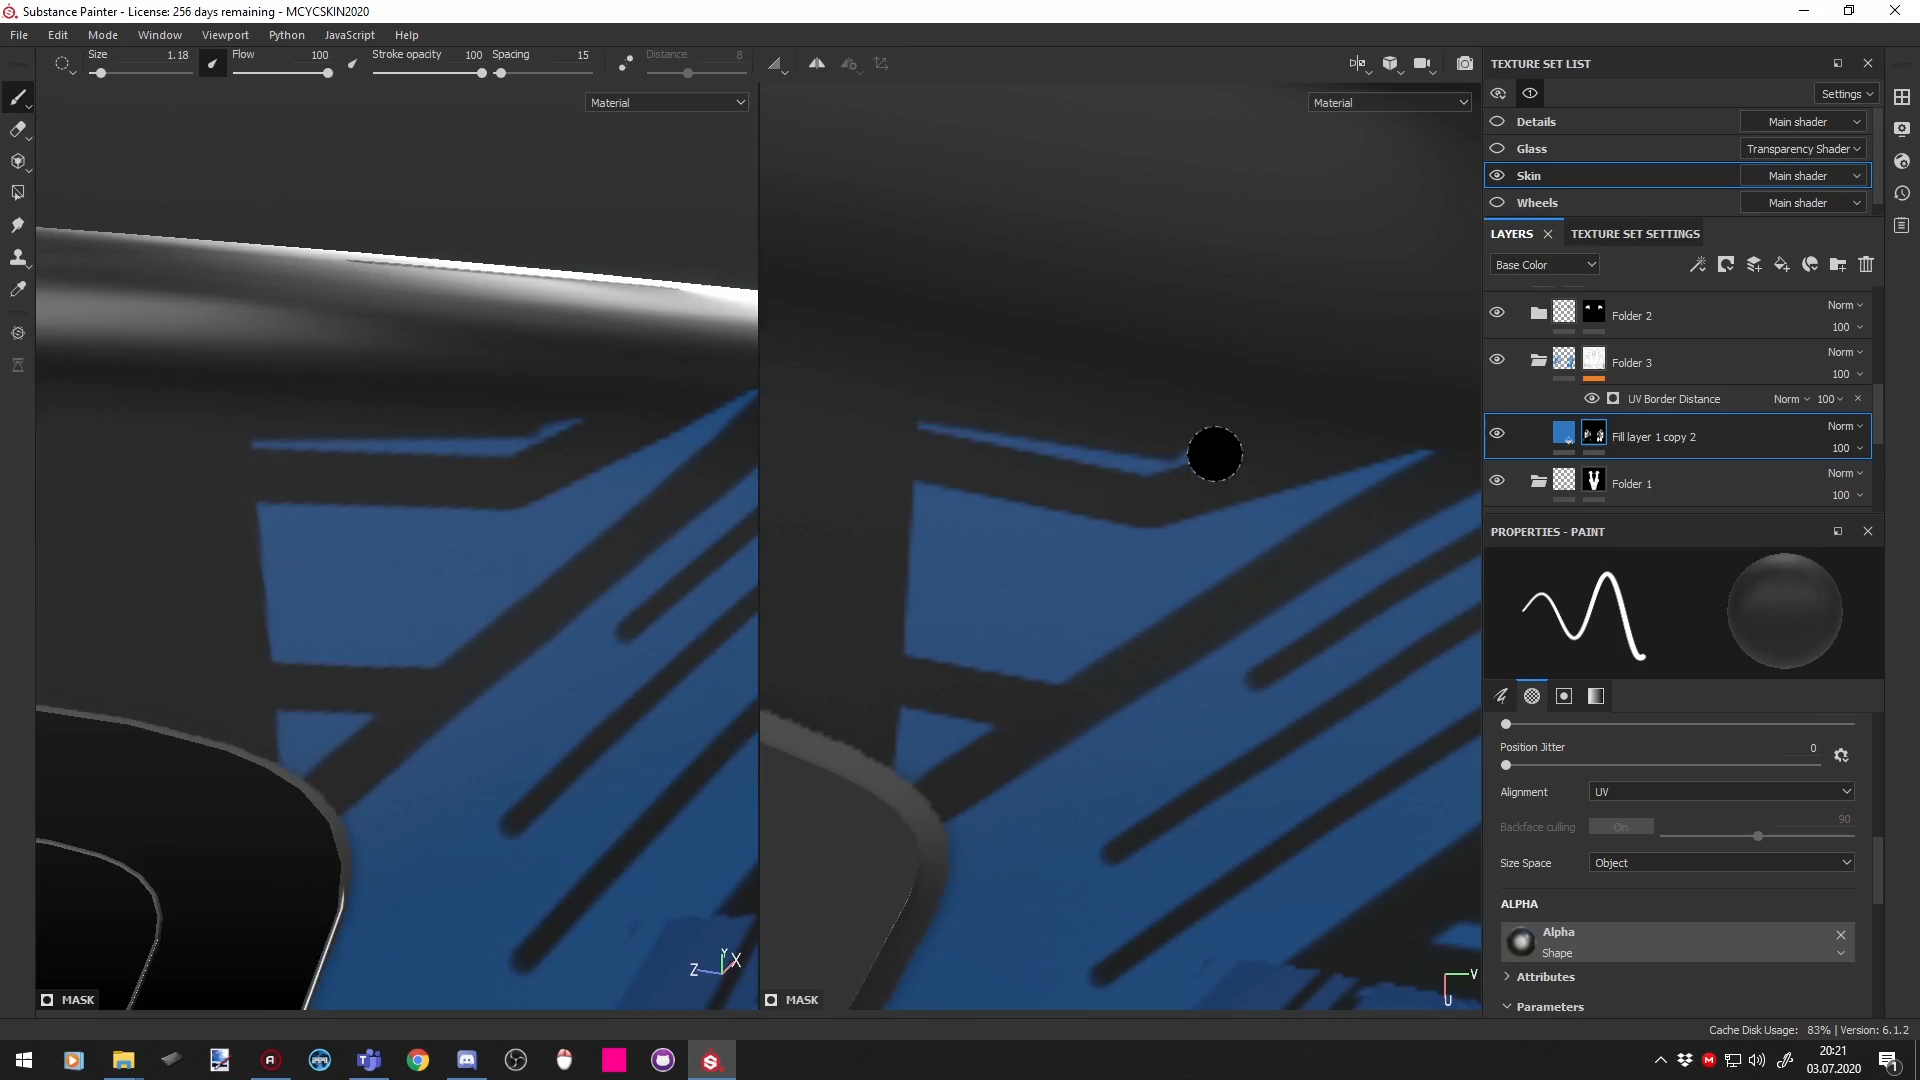 Substance Painter - License: 256 days remaining - MCYCSKIN2020
File Edit Mode Window Viewport Python JavaScript Help
Size 1.18 Flow 100 Stroke opacity 100 Spacing 15 Distance 8
Material
Material
TEXTURE SET LIST
Settings
Details Main shader
Glass Transparency Shader
Skin Main shader
Wheels Main shader
LAYERS TEXTURE SET SETTINGS
Base Color
Folder 2 Norm
100
Folder 3 Norm
100
UV Border Distance Norm 100
Fill layer 1 copy 2 Norm
100
Folder 1 Norm
100
PROPERTIES - PAINT
Position Jitter 0
Alignment UV
Backface culling On 90
Size Space Object
ALPHA
Alpha
Shape
Attributes
Parameters
Z Y X
V
U
MASK
MASK
Cache Disk Usage: 83% | Version: 6.1.2
20:21
03.07.2020
1